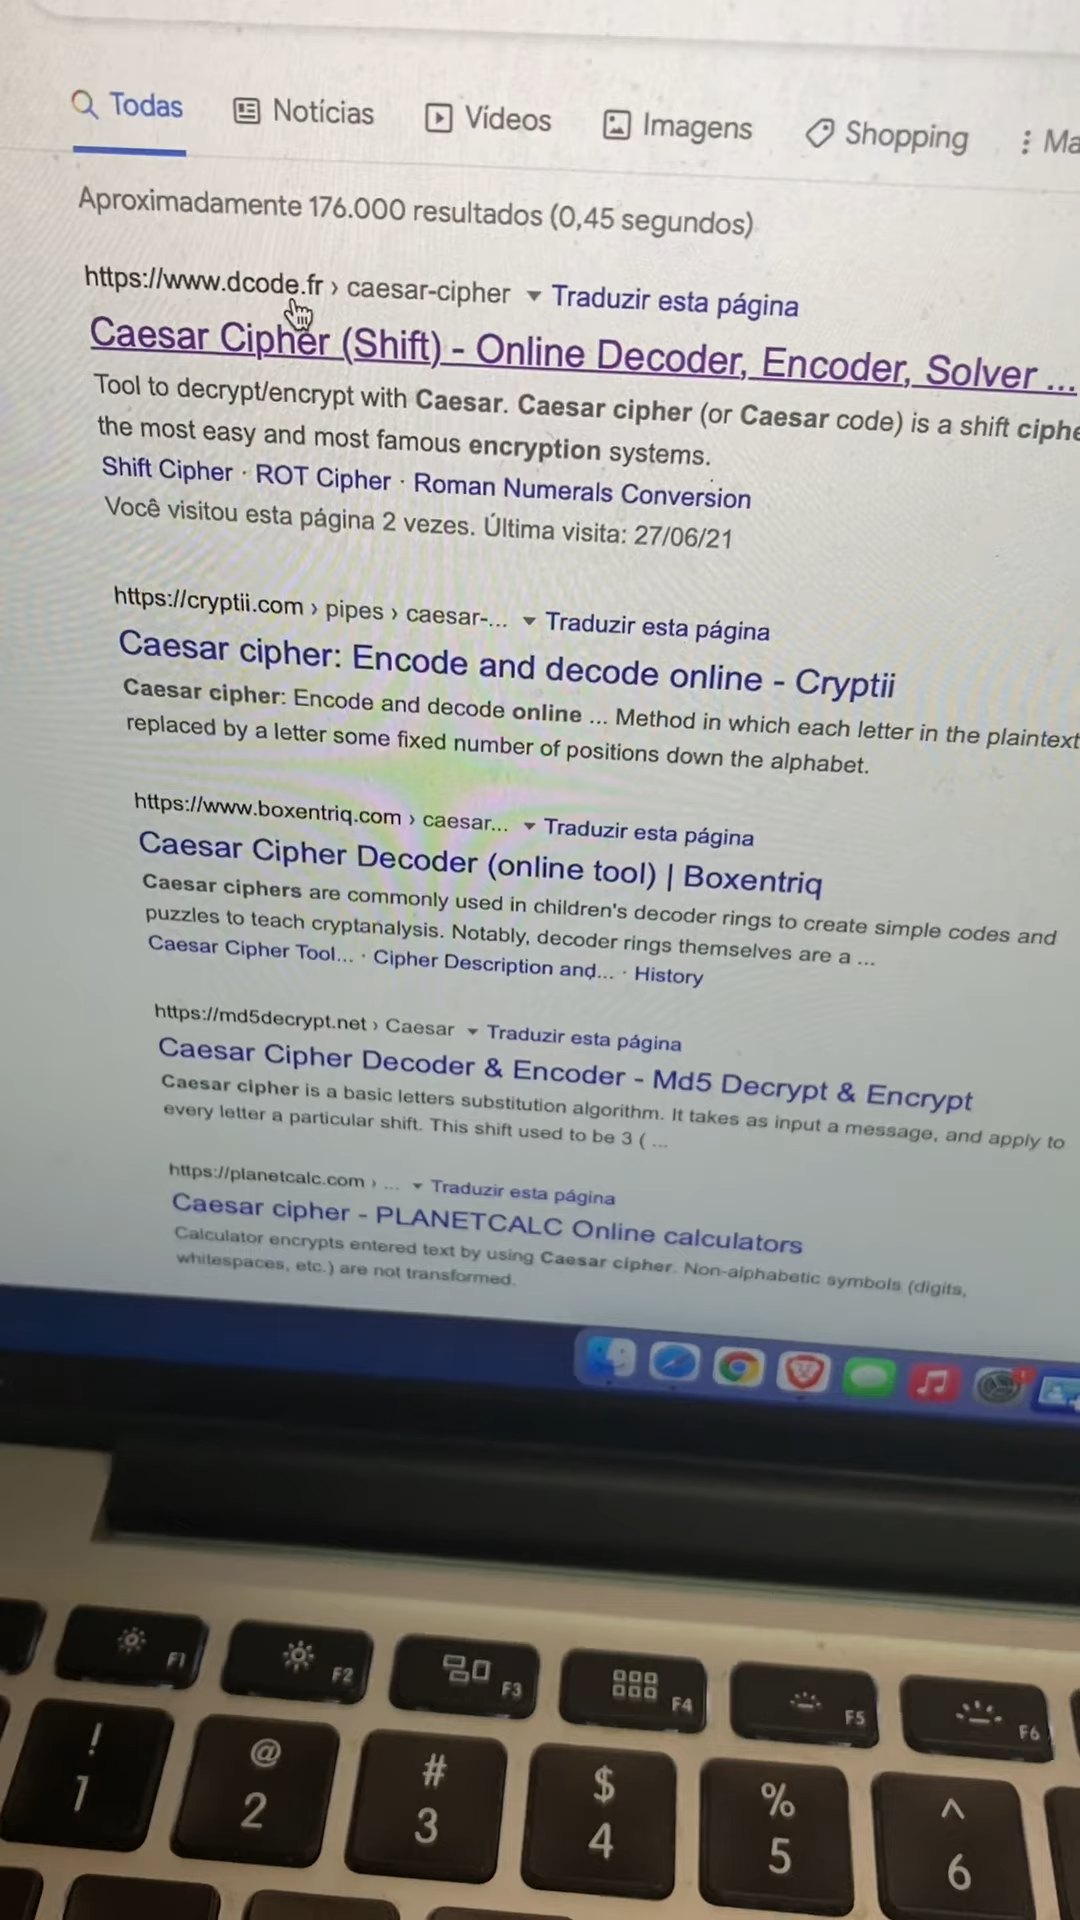 Todas Notícias Vídeos Imagens Shopping Ma
Aproximadamente 176.000 resultados (0,45 segundos)
https://www.dcode.fr › caesar-cipher Traduzir esta página
Caesar Cipher (Shift) - Online Decoder, Encoder, Solver ...
Tool to decrypt/encrypt with Caesar. Caesar cipher (or Caesar code) is a shift ciphe
the most easy and most famous encryption systems.
Shift Cipher · ROT Cipher · Roman Numerals Conversion
Você visitou esta página 2 vezes. Última visita: 27/06/21
https://cryptii.com › pipes › caesar-... Traduzir esta página
Caesar cipher: Encode and decode online - Cryptii
Caesar cipher: Encode and decode online ... Method in which each letter in the plaintext
replaced by a letter some fixed number of positions down the alphabet.
https://www.boxentriq.com › caesar... Traduzir esta página
Caesar Cipher Decoder (online tool) | Boxentriq
Caesar ciphers are commonly used in children's decoder rings to create simple codes and
puzzles to teach cryptanalysis. Notably, decoder rings themselves are a ...
Caesar Cipher Tool... · Cipher Description and... · History
https://md5decrypt.net › Caesar Traduzir esta página
Caesar Cipher Decoder & Encoder - Md5 Decrypt & Encrypt
Caesar cipher is a basic letters substitution algorithm. It takes as input a message, and apply to
every letter a particular shift. This shift used to be 3 ( ...
https://planetcalc.com › ... Traduzir esta página
Caesar cipher - PLANETCALC Online calculators
Calculator encrypts entered text by using Caesar cipher. Non-alphabetic symbols (digits,
whitespaces, etc.) are not transformed.
F1 F2 F3 F4 F5 F6
! @ # $ % ^
1 2 3 4 5 6